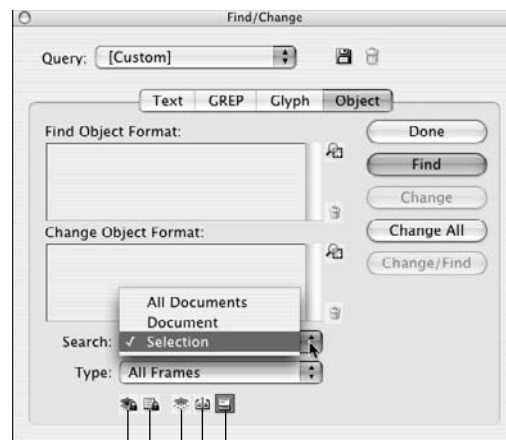 Find/Change
Query: [Custom]
Text GREP Glyph Object
Find Object Format:
Done
Find
Change
Change Object Format:
Change All
Change/Find
All Documents
Document
Search: ✓ Selection
Type: All Frames